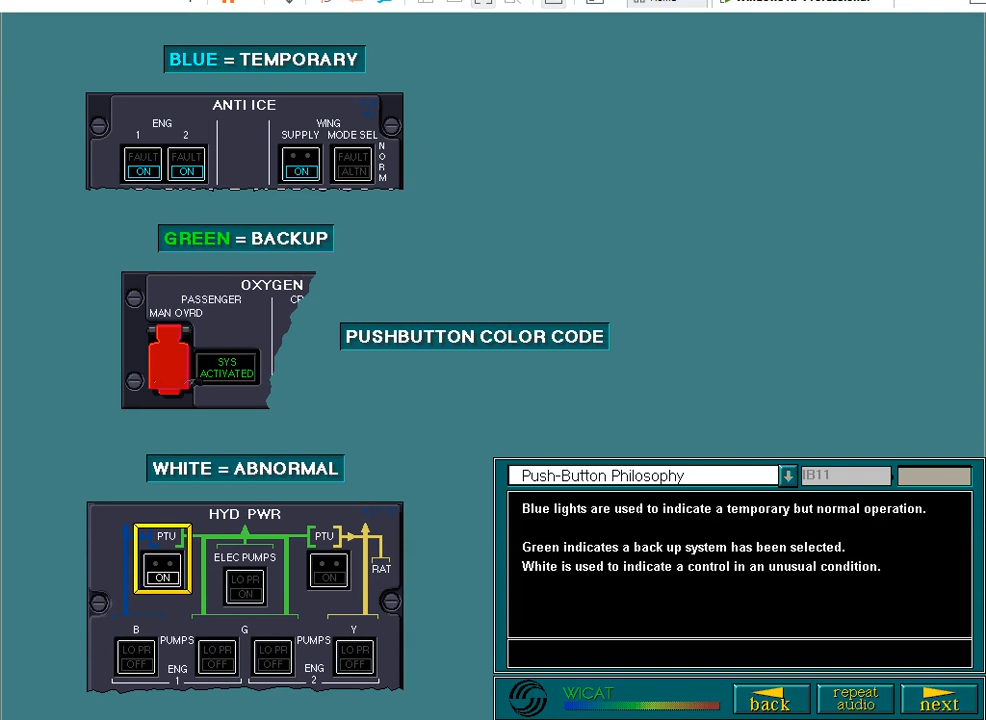 BLUE = TEMPORARY
ANTI ICE
ENG
WING
1
2
SUPPLY
MODE SEL
FAULT
FAULT
FAULT
ON
ON
ON
ALTN
NORM
GREEN = BACKUP
OXYGEN
PASSENGER
MAN OVRD
SYS
ACTIVATED
PUSHBUTTON COLOR CODE
WHITE = ABNORMAL
HYD PWR
PTU
PTU
ELEC PUMPS
RAT
ON
LO PR
ON
B
PUMPS
G
PUMPS
Y
LO PR
LO PR
LO PR
LO PR
OFF
OFF
OFF
OFF
ENG
1
ENG
2
Push-Button Philosophy
IB11
Blue lights are used to indicate a temporary but normal operation.
Green indicates a back up system has been selected.
White is used to indicate a control in an unusual condition.
WICAT
back
repeat
audio
next